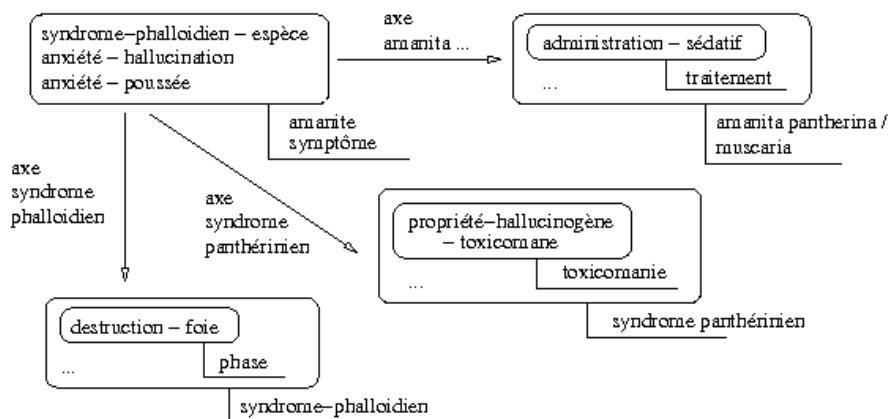 syndrome-phalloidien – espèce
anxiété – hallucination
anxiété – poussée
amanite
symptôme
axe
amanita ...
administration – sédatif
...
traitement
amanita pantherina /
muscaria
axe
syndrome
phalloidien
axe
syndrome
panthérinien
propriété-hallucinogène
– toxicomane
...
toxicomanie
syndrome panthérinien
destruction – foie
...
phase
syndrome-phalloidien